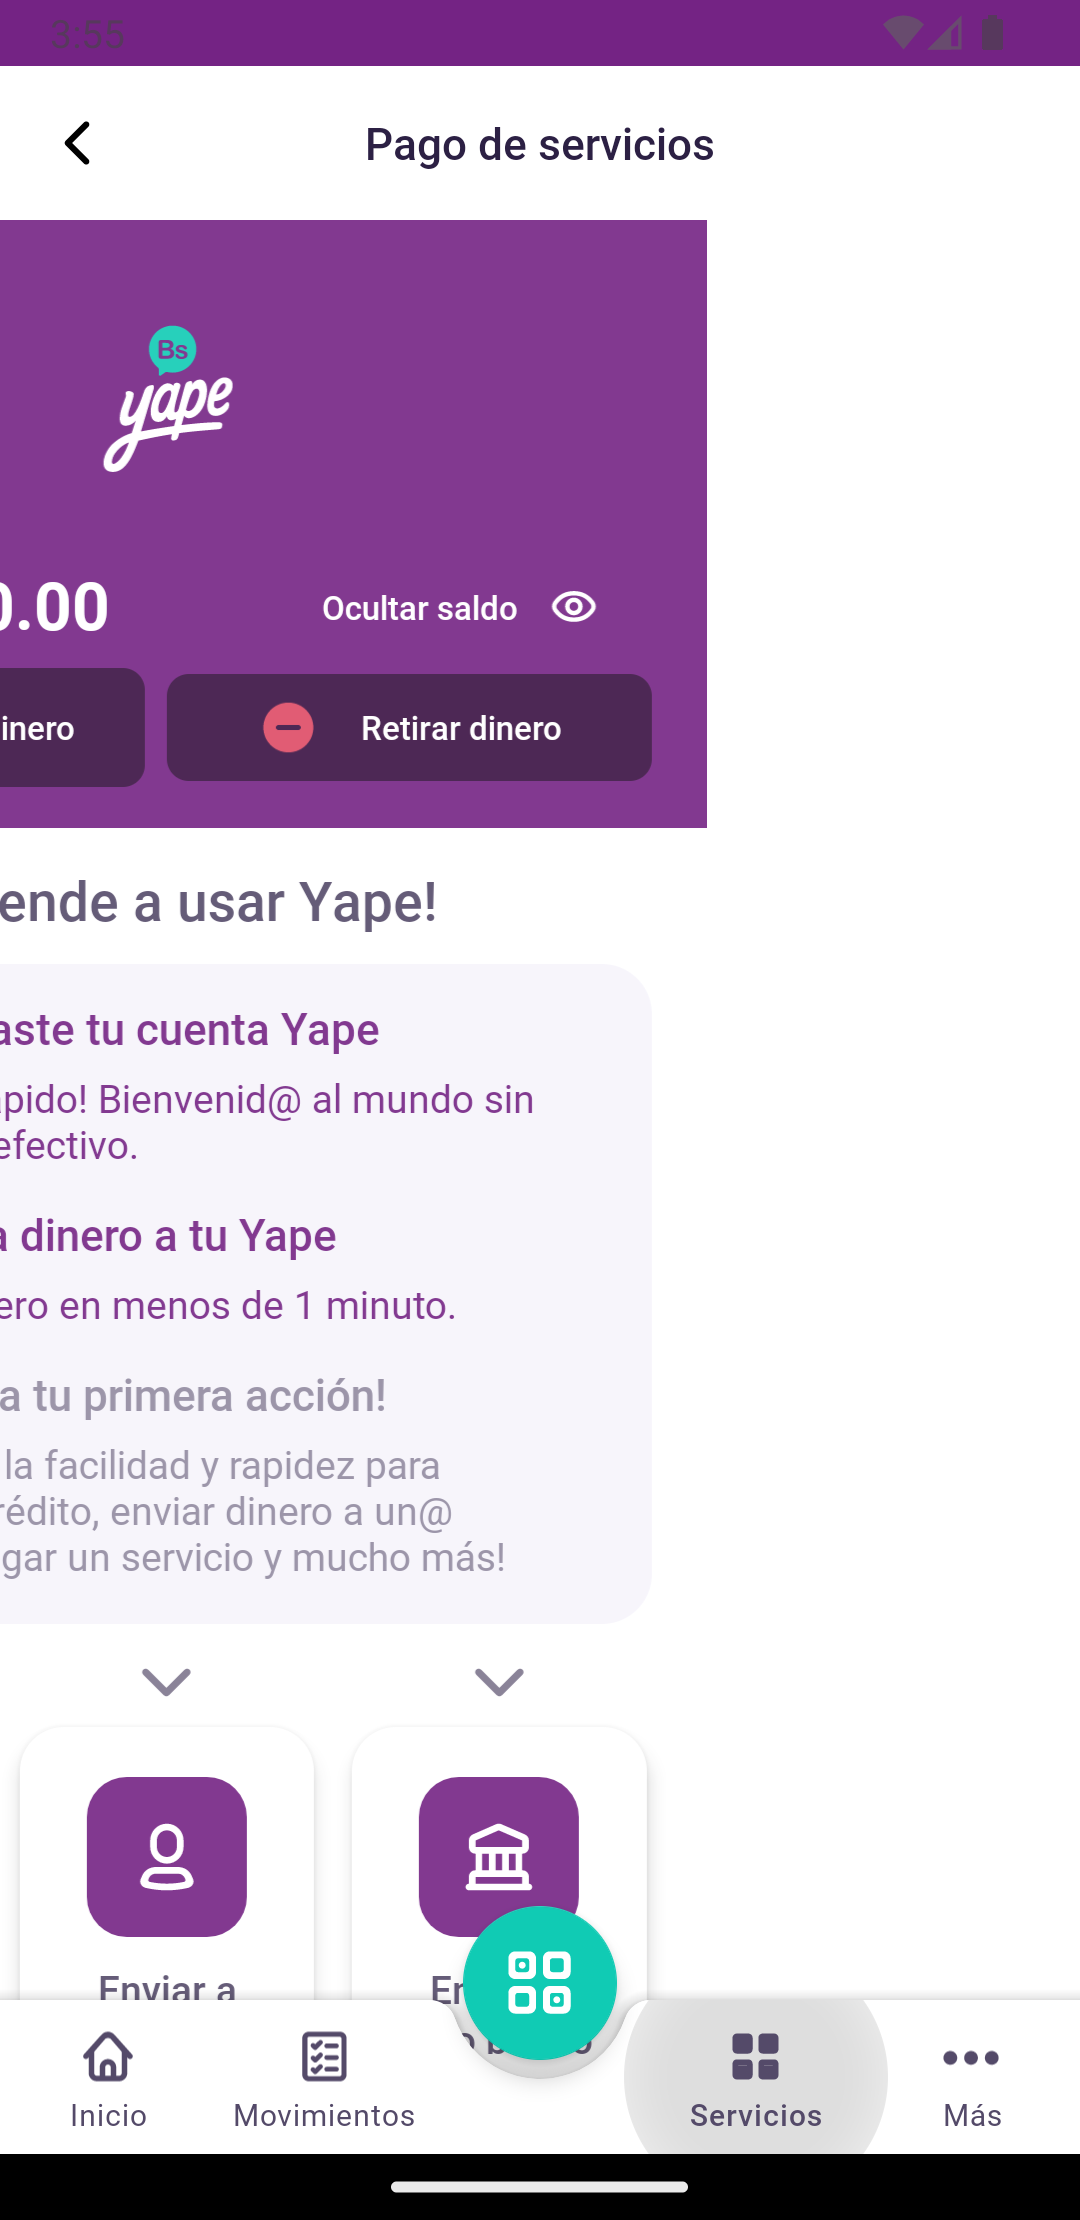 3:55
Pago de servicios
Bs
yape
0.00
Ocultar saldo
inero
Retirar dinero
ende a usar Yape!
aste tu cuenta Yape
ápido! Bienvenid@ al mundo sin
efectivo.
a dinero a tu Yape
ero en menos de 1 minuto.
a tu primera acción!
la facilidad y rapidez para
rédito, enviar dinero a un@
gar un servicio y mucho más!
Enviar a
Inicio
Movimientos
Servicios
Más